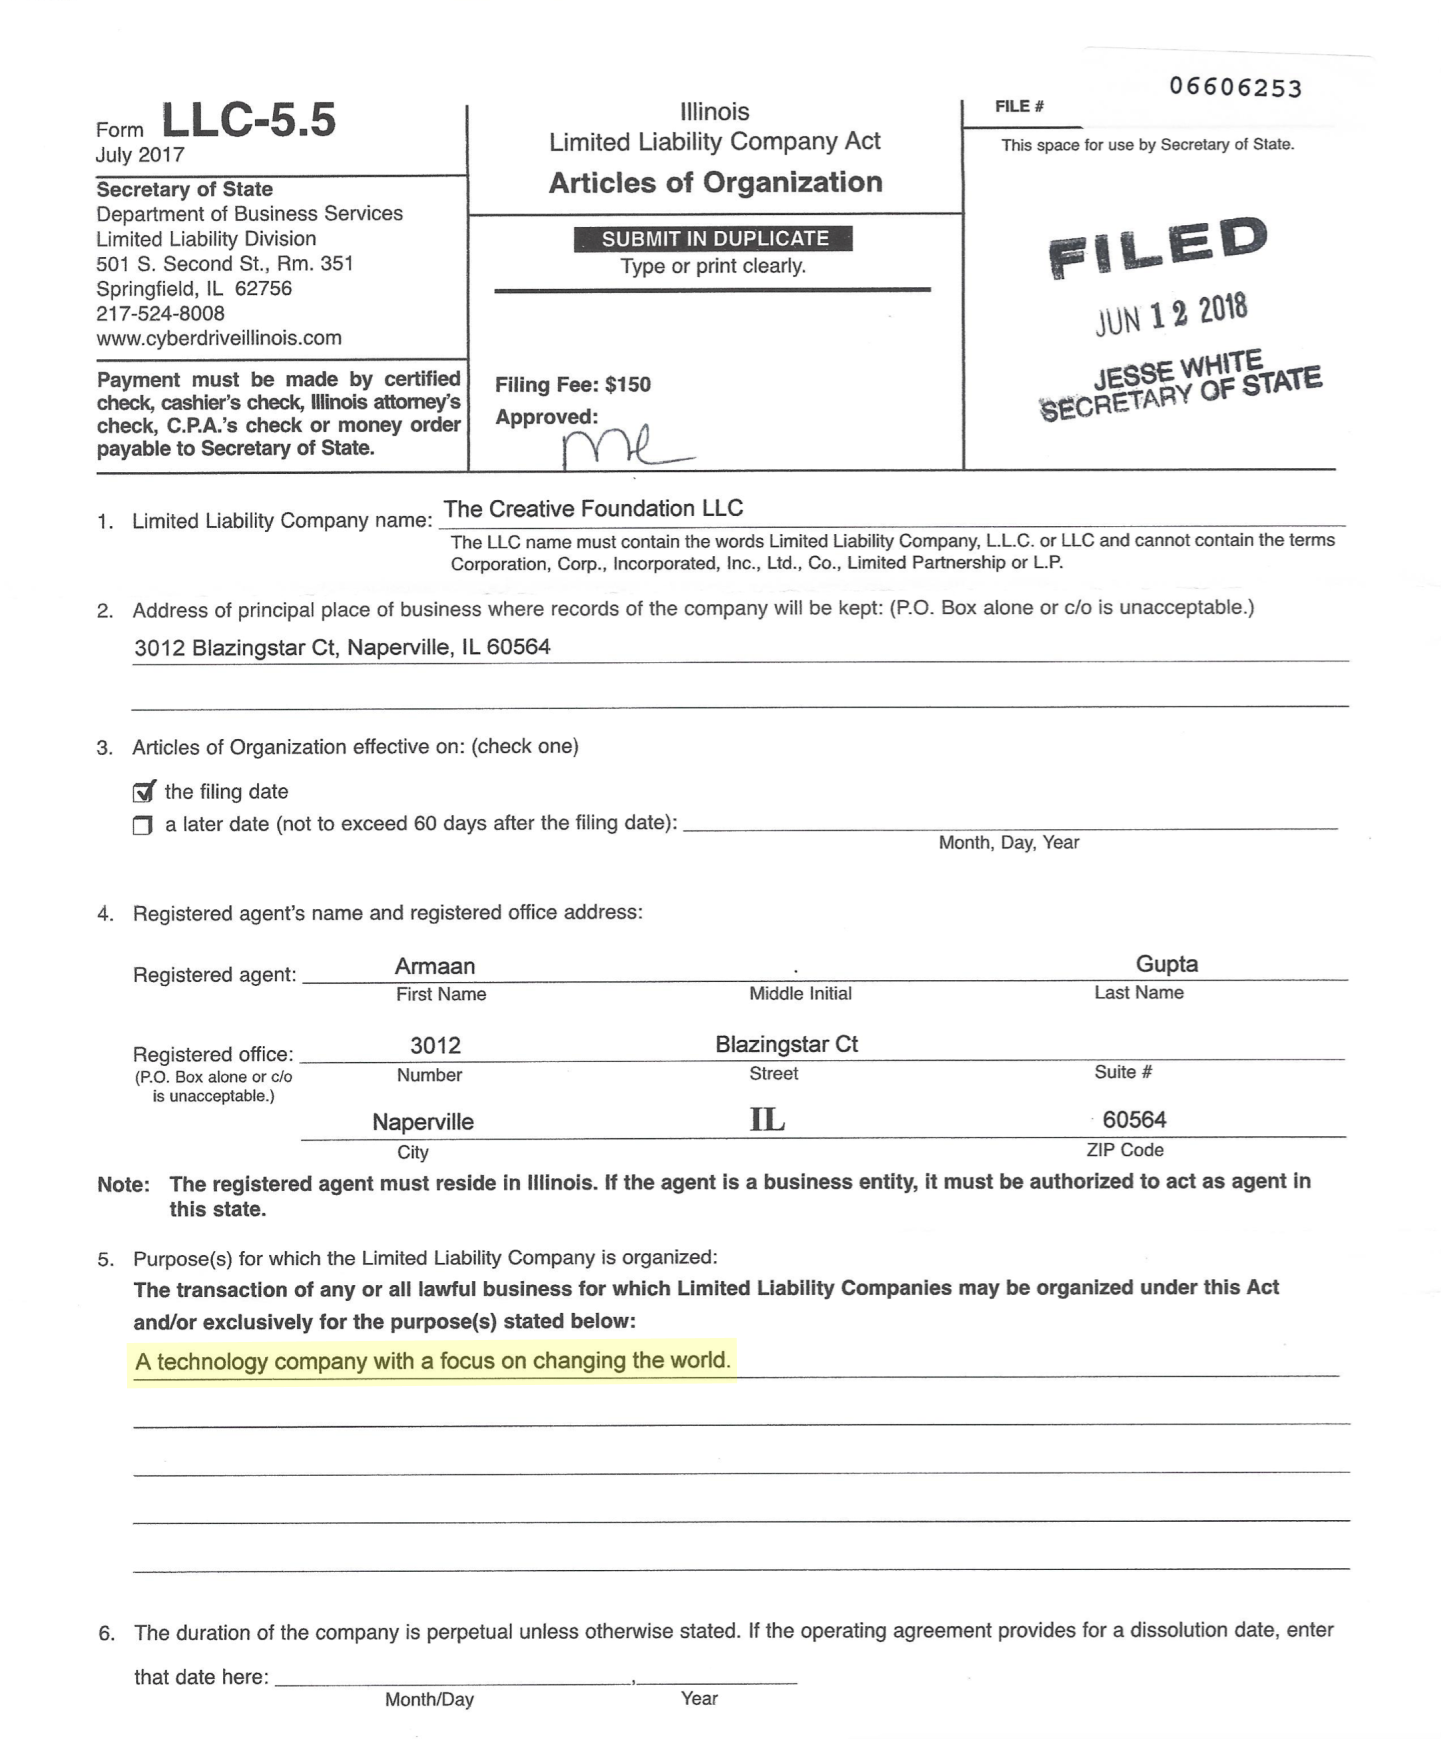 Form LLC-5.5
July 2017
Secretary of State
Department of Business Services
Limited Liability Division
501 S. Second St., Rm. 351
Springfield, IL 62756
217-524-8008
www.cyberdriveillinois.com
Payment must be made by certified
check, cashier's check, Illinois attorney's
check, C.P.A.'s check or money order
payable to Secretary of State.
Illinois
Limited Liability Company Act
Articles of Organization
SUBMIT IN DUPLICATE
Type or print clearly.
Filing Fee: $150
Approved:
06606253
FILE #
This space for use by Secretary of State.
FILED
JUN 12 2018
JESSE WHITE
SECRETARY OF STATE
1. Limited Liability Company name: The Creative Foundation LLC
The LLC name must contain the words Limited Liability Company, L.L.C. or LLC and cannot contain the terms
Corporation, Corp., Incorporated, Inc., Ltd., Co., Limited Partnership or L.P.
2. Address of principal place of business where records of the company will be kept: (P.O. Box alone or c/o is unacceptable.)
3012 Blazingstar Ct, Naperville, IL 60564
3. Articles of Organization effective on: (check one)
the filing date
a later date (not to exceed 60 days after the filing date):
Month, Day, Year
4. Registered agent's name and registered office address:
Registered agent: Armaan . Gupta
First Name Middle Initial Last Name
Registered office: 3012 Blazingstar Ct
(P.O. Box alone or c/o Number Street Suite #
is unacceptable.)
Naperville IL 60564
City ZIP Code
Note: The registered agent must reside in Illinois. If the agent is a business entity, it must be authorized to act as agent in
this state.
5. Purpose(s) for which the Limited Liability Company is organized:
The transaction of any or all lawful business for which Limited Liability Companies may be organized under this Act
and/or exclusively for the purpose(s) stated below:
A technology company with a focus on changing the world.
6. The duration of the company is perpetual unless otherwise stated. If the operating agreement provides for a dissolution date, enter
that date here: ,
Month/Day Year